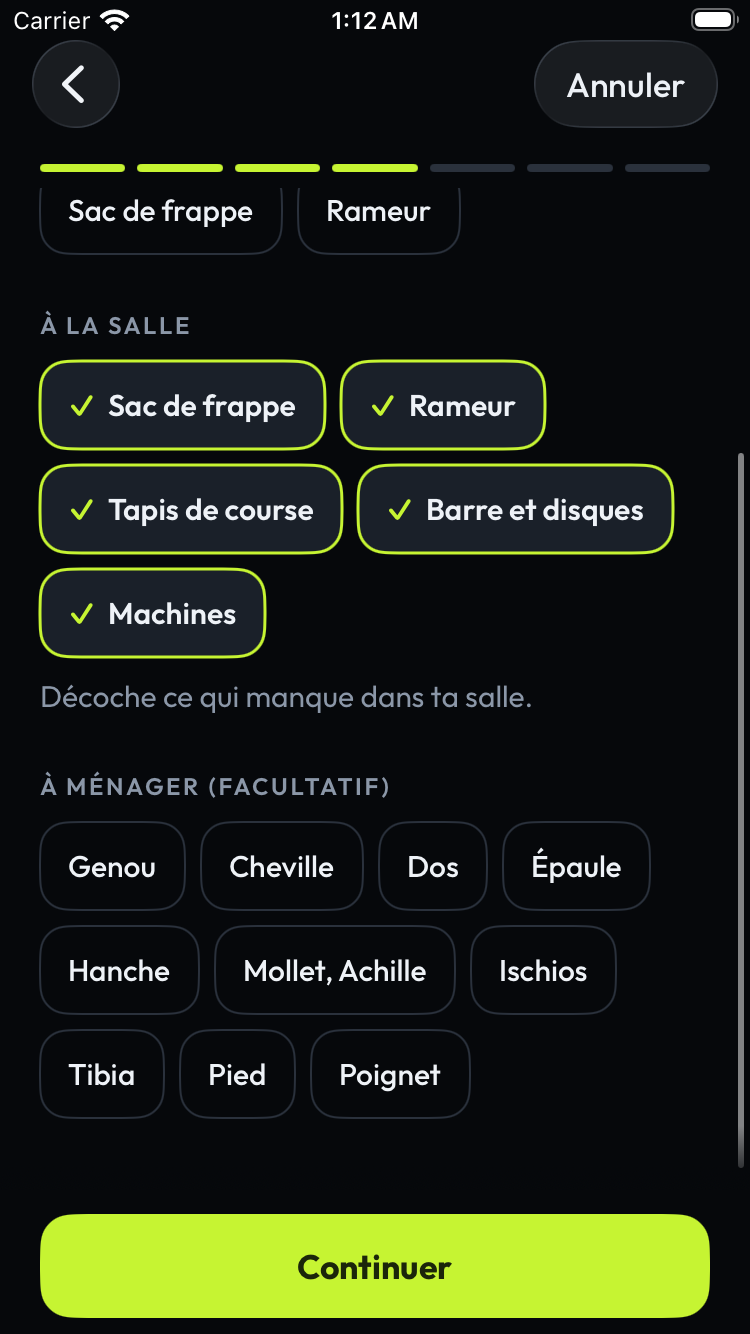 Carrier 1:12 AM
Annuler
Sac de frappe Rameur
À LA SALLE
Sac de frappe Rameur
Tapis de course Barre et disques
Machines
Décoche ce qui manque dans ta salle.
À MÉNAGER (FACULTATIF)
Genou Cheville Dos Épaule
Hanche Mollet, Achille Ischios
Tibia Pied Poignet
Continuer